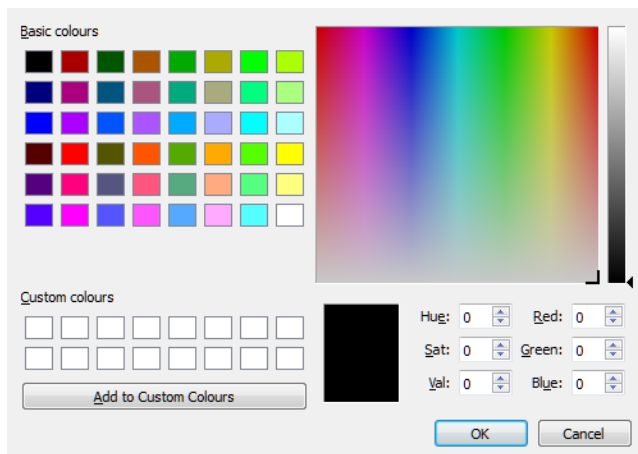 Basic colours
Custom colours
Add to Custom Colours
Hue: 0 Red: 0
Sat: 0 Green: 0
Val: 0 Blue: 0
OK Cancel